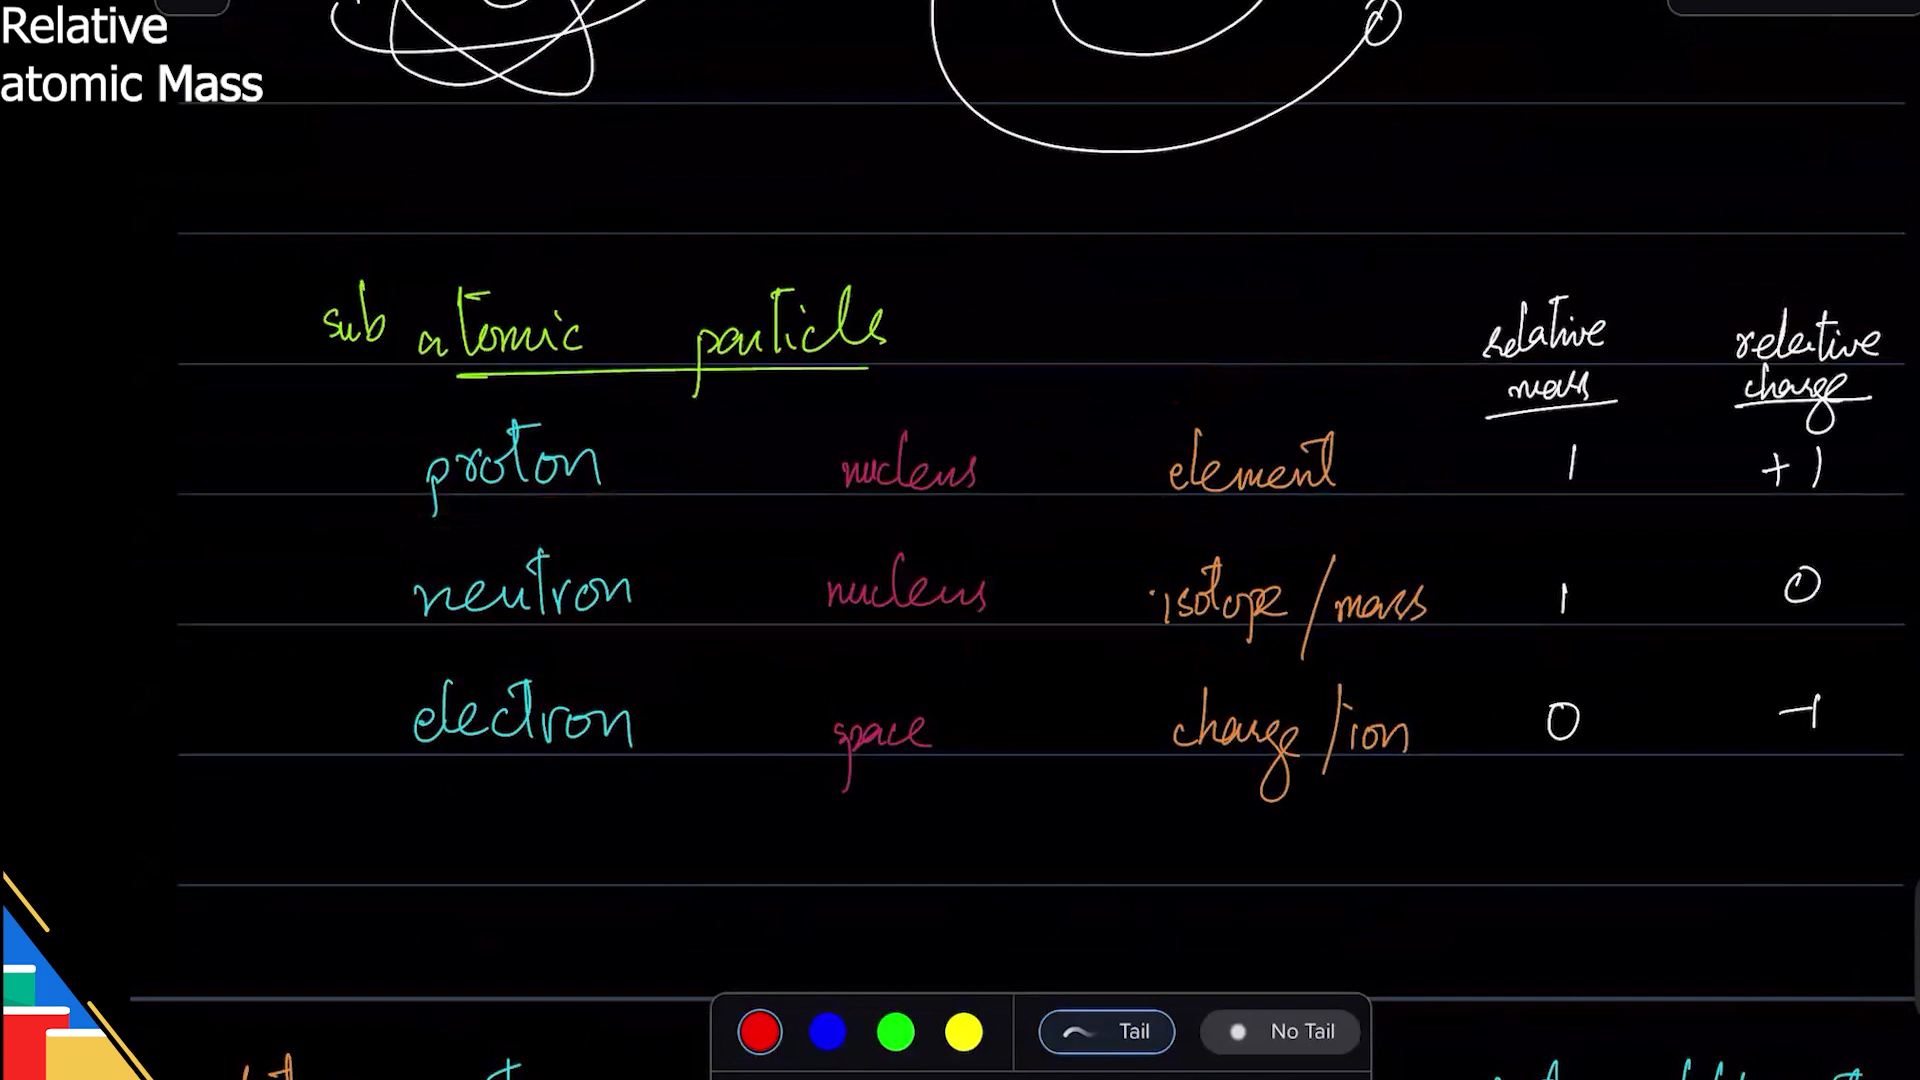 Relative
atomic Mass
sub atomic particle
relative mass
relative charge
proton nucleus element 1 +1
neutron nucleus isotope/mass 1 0
electron space charge/ion 0 -1
Tail No Tail